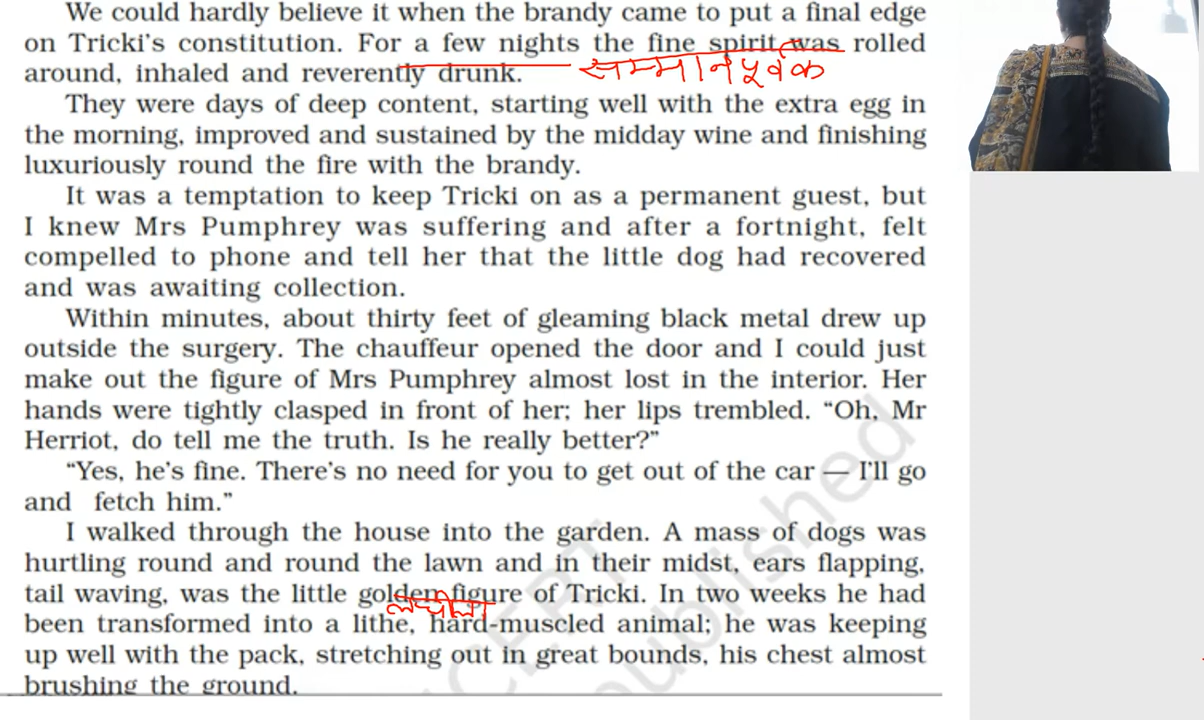 We could hardly believe it when the brandy came to put a final edge
on Tricki's constitution. For a few nights the fine spirit was rolled
around, inhaled and reverently drunk. सम्मानपूर्वक
They were days of deep content, starting well with the extra egg in
the morning, improved and sustained by the midday wine and finishing
luxuriously round the fire with the brandy.
It was a temptation to keep Tricki on as a permanent guest, but
I knew Mrs Pumphrey was suffering and after a fortnight, felt
compelled to phone and tell her that the little dog had recovered
and was awaiting collection.
Within minutes, about thirty feet of gleaming black metal drew up
outside the surgery. The chauffeur opened the door and I could just
make out the figure of Mrs Pumphrey almost lost in the interior. Her
hands were tightly clasped in front of her; her lips trembled. “Oh, Mr
Herriot, do tell me the truth. Is he really better?”
“Yes, he's fine. There's no need for you to get out of the car — I'll go
and fetch him.”
I walked through the house into the garden. A mass of dogs was
hurtling round and round the lawn and in their midst, ears flapping,
tail waving, was the little golden figure of Tricki. In two weeks he had
लचीला
been transformed into a lithe, hard-muscled animal; he was keeping
up well with the pack, stretching out in great bounds, his chest almost
brushing the ground.
published